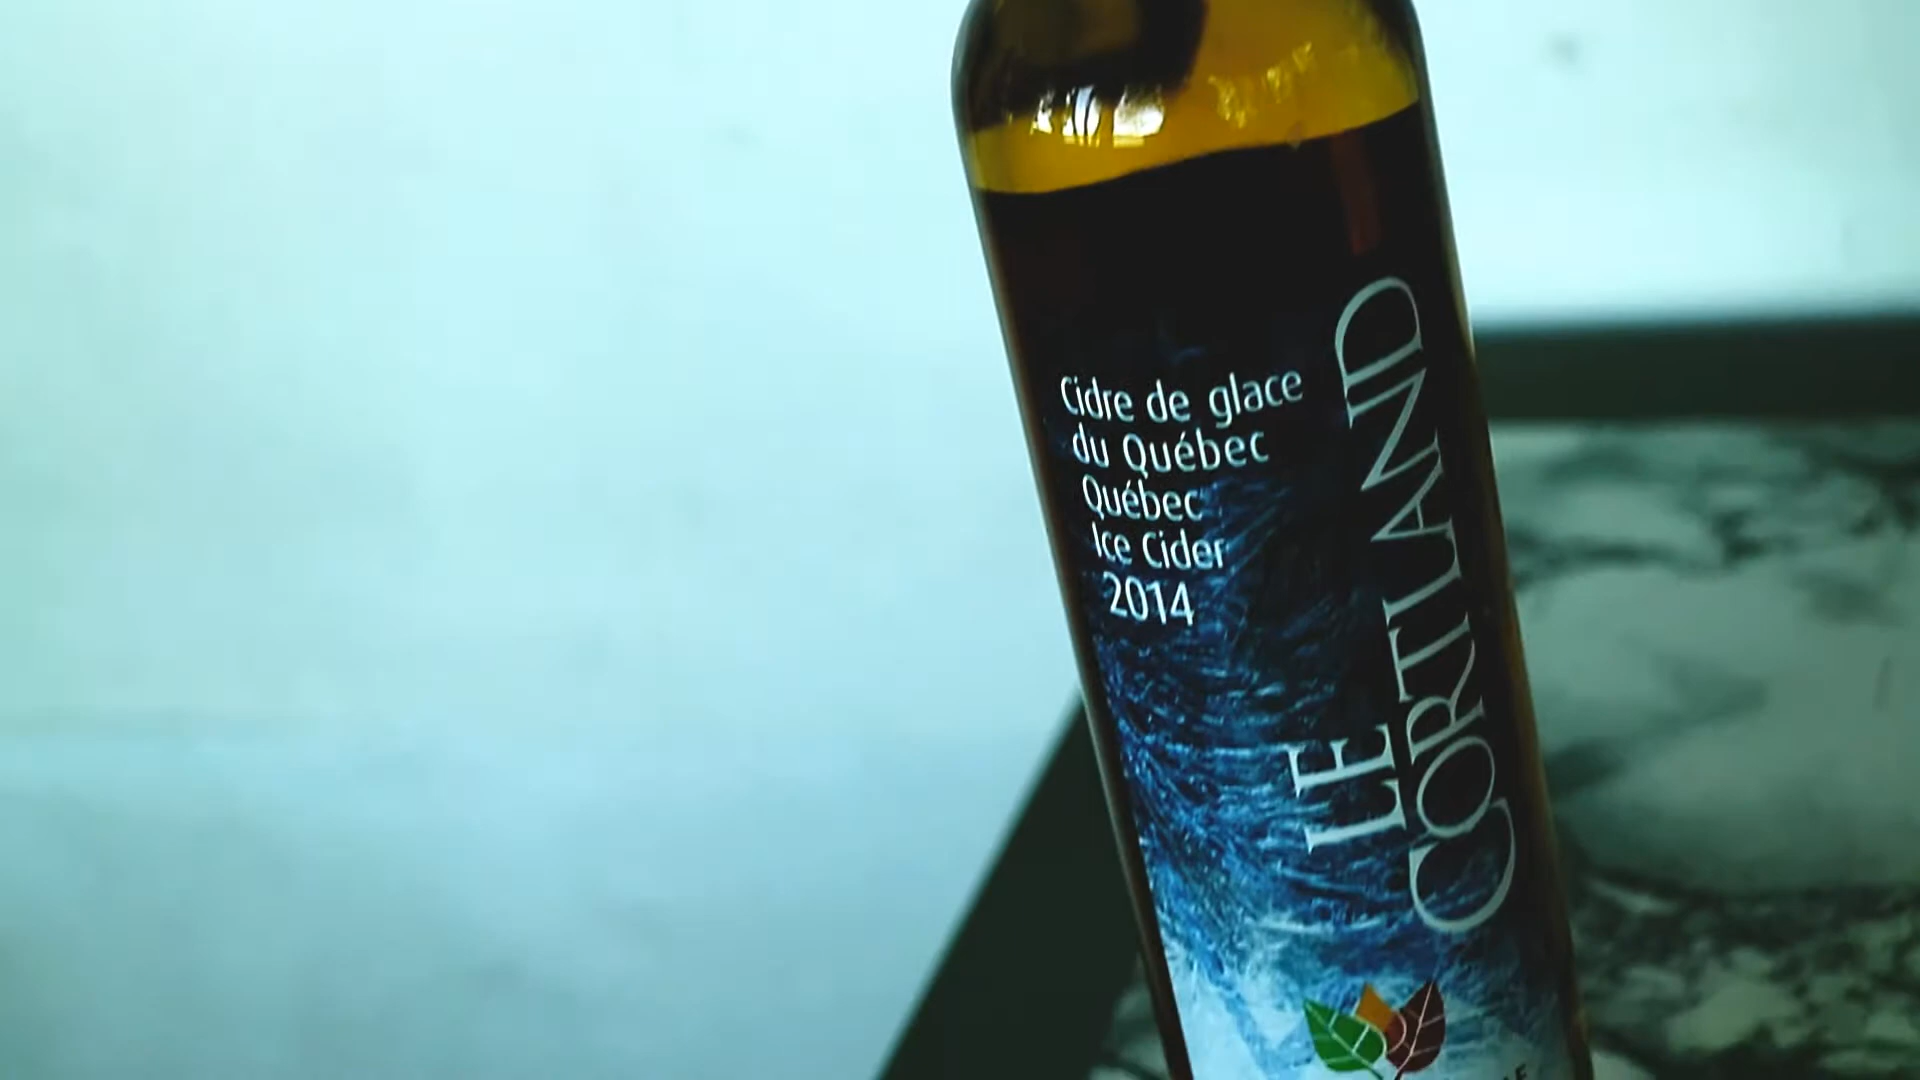 Cidre de glace
du Québec
Québec
Ice Cider
2014
LE
CORTLAND